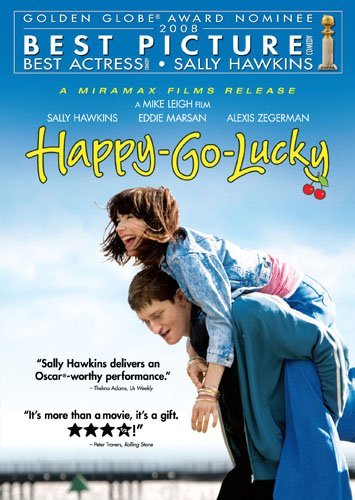 GOLDEN GLOBE® AWARD NOMINEE
2008
BEST PICTURE COMEDY
BEST ACTRESS COMEDY • SALLY HAWKINS
A MIRAMAX FILMS RELEASE
A MIKE LEIGH FILM
SALLY HAWKINS EDDIE MARSAN ALEXIS ZEGERMAN
Happy-Go-Lucky
"Sally Hawkins delivers an
Oscar®-worthy performance."
– Thelma Adams, Us Weekly
"It's more than a movie, it's a gift.
★★★½!"
– Peter Travers, Rolling Stone